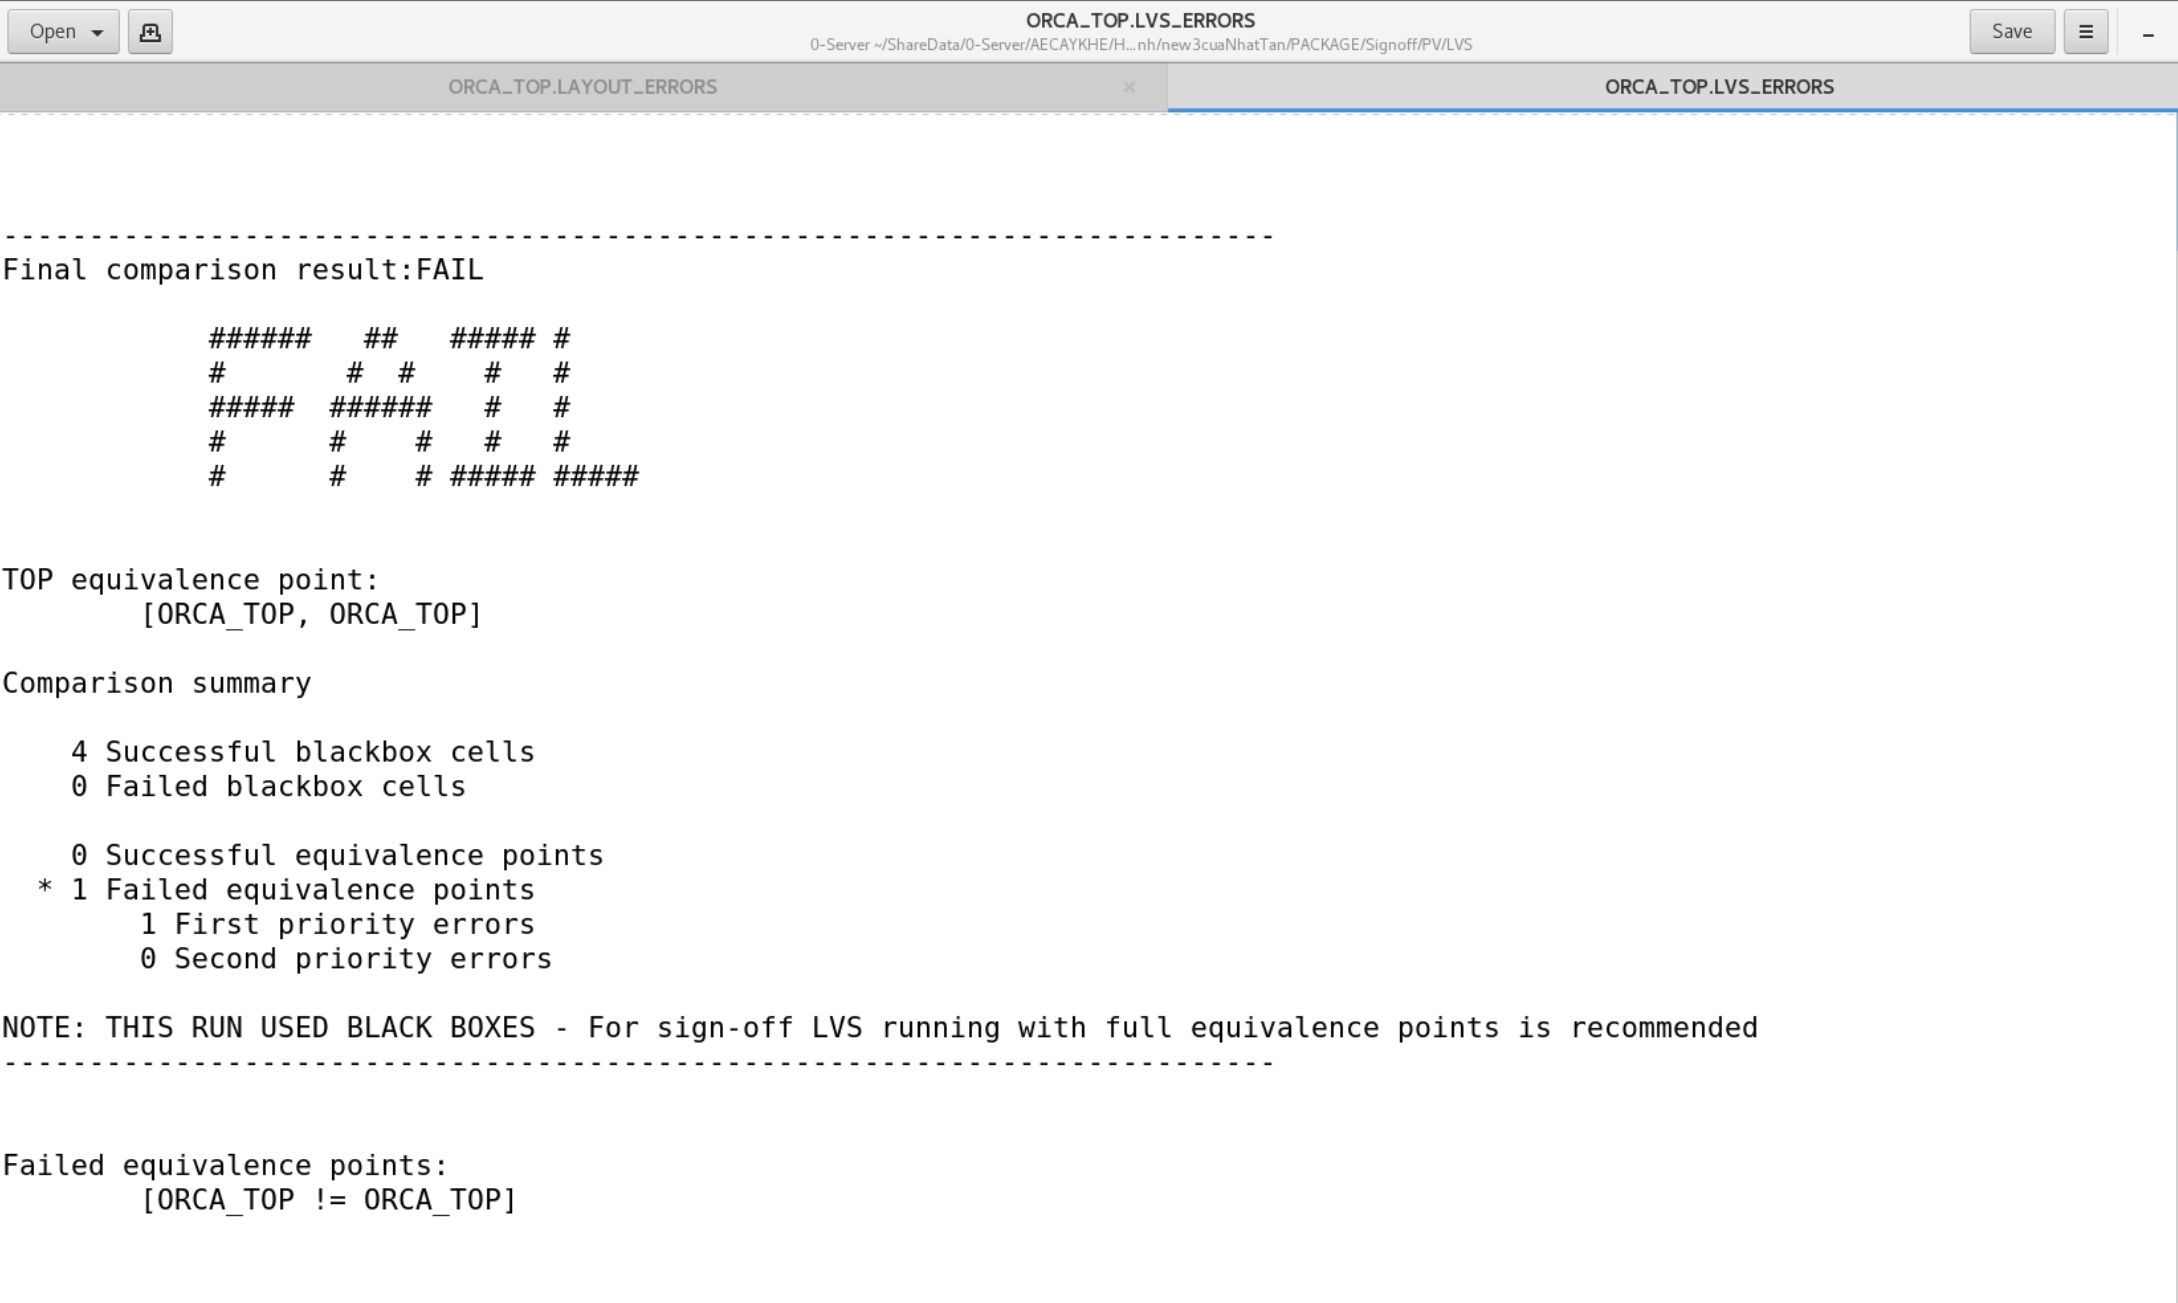 Open
ORCA_TOP.LVS_ERRORS
0-Server ~/ShareData/0-Server/AECAYKHE/H…nh/new3cuaNhatTan/PACKAGE/Signoff/PV/LVS
Save
ORCA_TOP.LAYOUT_ERRORS
ORCA_TOP.LVS_ERRORS
--------------------------------------------------------------------------
Final comparison result:FAIL
            ######   ##   ##### #
            #       #  #    #   #
            #####  ######   #   #
            #      #    #   #   #
            #      #    # ##### #####
TOP equivalence point:
        [ORCA_TOP, ORCA_TOP]
Comparison summary
    4 Successful blackbox cells
    0 Failed blackbox cells
    0 Successful equivalence points
  * 1 Failed equivalence points
        1 First priority errors
        0 Second priority errors
NOTE: THIS RUN USED BLACK BOXES - For sign-off LVS running with full equivalence points is recommended
--------------------------------------------------------------------------
Failed equivalence points:
        [ORCA_TOP != ORCA_TOP]